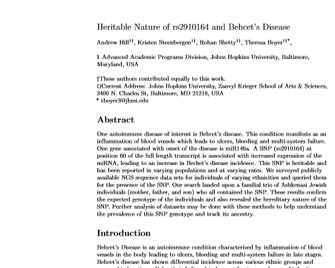 Heritable Nature of rs2910164 and Behcet's Disease
Andrew Hill¹†, Kristen Steenbergen¹†, Rohan Shetty¹†, Theresa Boyer¹†*,
1 Advanced Academic Programs Division, Johns Hopkins University, Baltimore,
Maryland, USA
†These authors contributed equally to this work.
□Current Address: Johns Hopkins University, Zanvyl Krieger School of Arts & Sciences,
3400 N. Charles St, Baltimore, MD 21218, USA
* tboyer30@jhmi.edu
Abstract
One autoimmune disease of interest is Behcet's disease. This condition manifests as an
inflammation of blood vessels which leads to ulcers, bleeding and multi-system failure.
One gene associated with onset of the disease is miR146a. A SNP (rs2910164) at
position 60 of the full length transcript is associated with increased expression of the
miRNA, leading to an increase in Behcet's disease incidence. This SNP is heritable and
has been reported in varying populations and at varying rates. We surveyed publicly
available NGS sequence data sets for individuals of varying ethnicities and queried them
for the presence of the SNP. Our search landed upon a familial trio of Ashkenazi Jewish
individuals (mother, father, and son) who all contained the SNP. These results confirm
the expected genotype of the individuals and also revealed the hereditary nature of the
SNP. Further analysis of datasets may be done with these methods to help understand
the prevalence of this SNP genotype and track its ancestry.
Introduction
Behcet's Disease is an autoimmune condition characterized by inflammation of blood
vessels in the body leading to ulcers, bleeding and multi-system failure in late stages.
Behcet's disease has shown differential incidence across various ethnic groups and